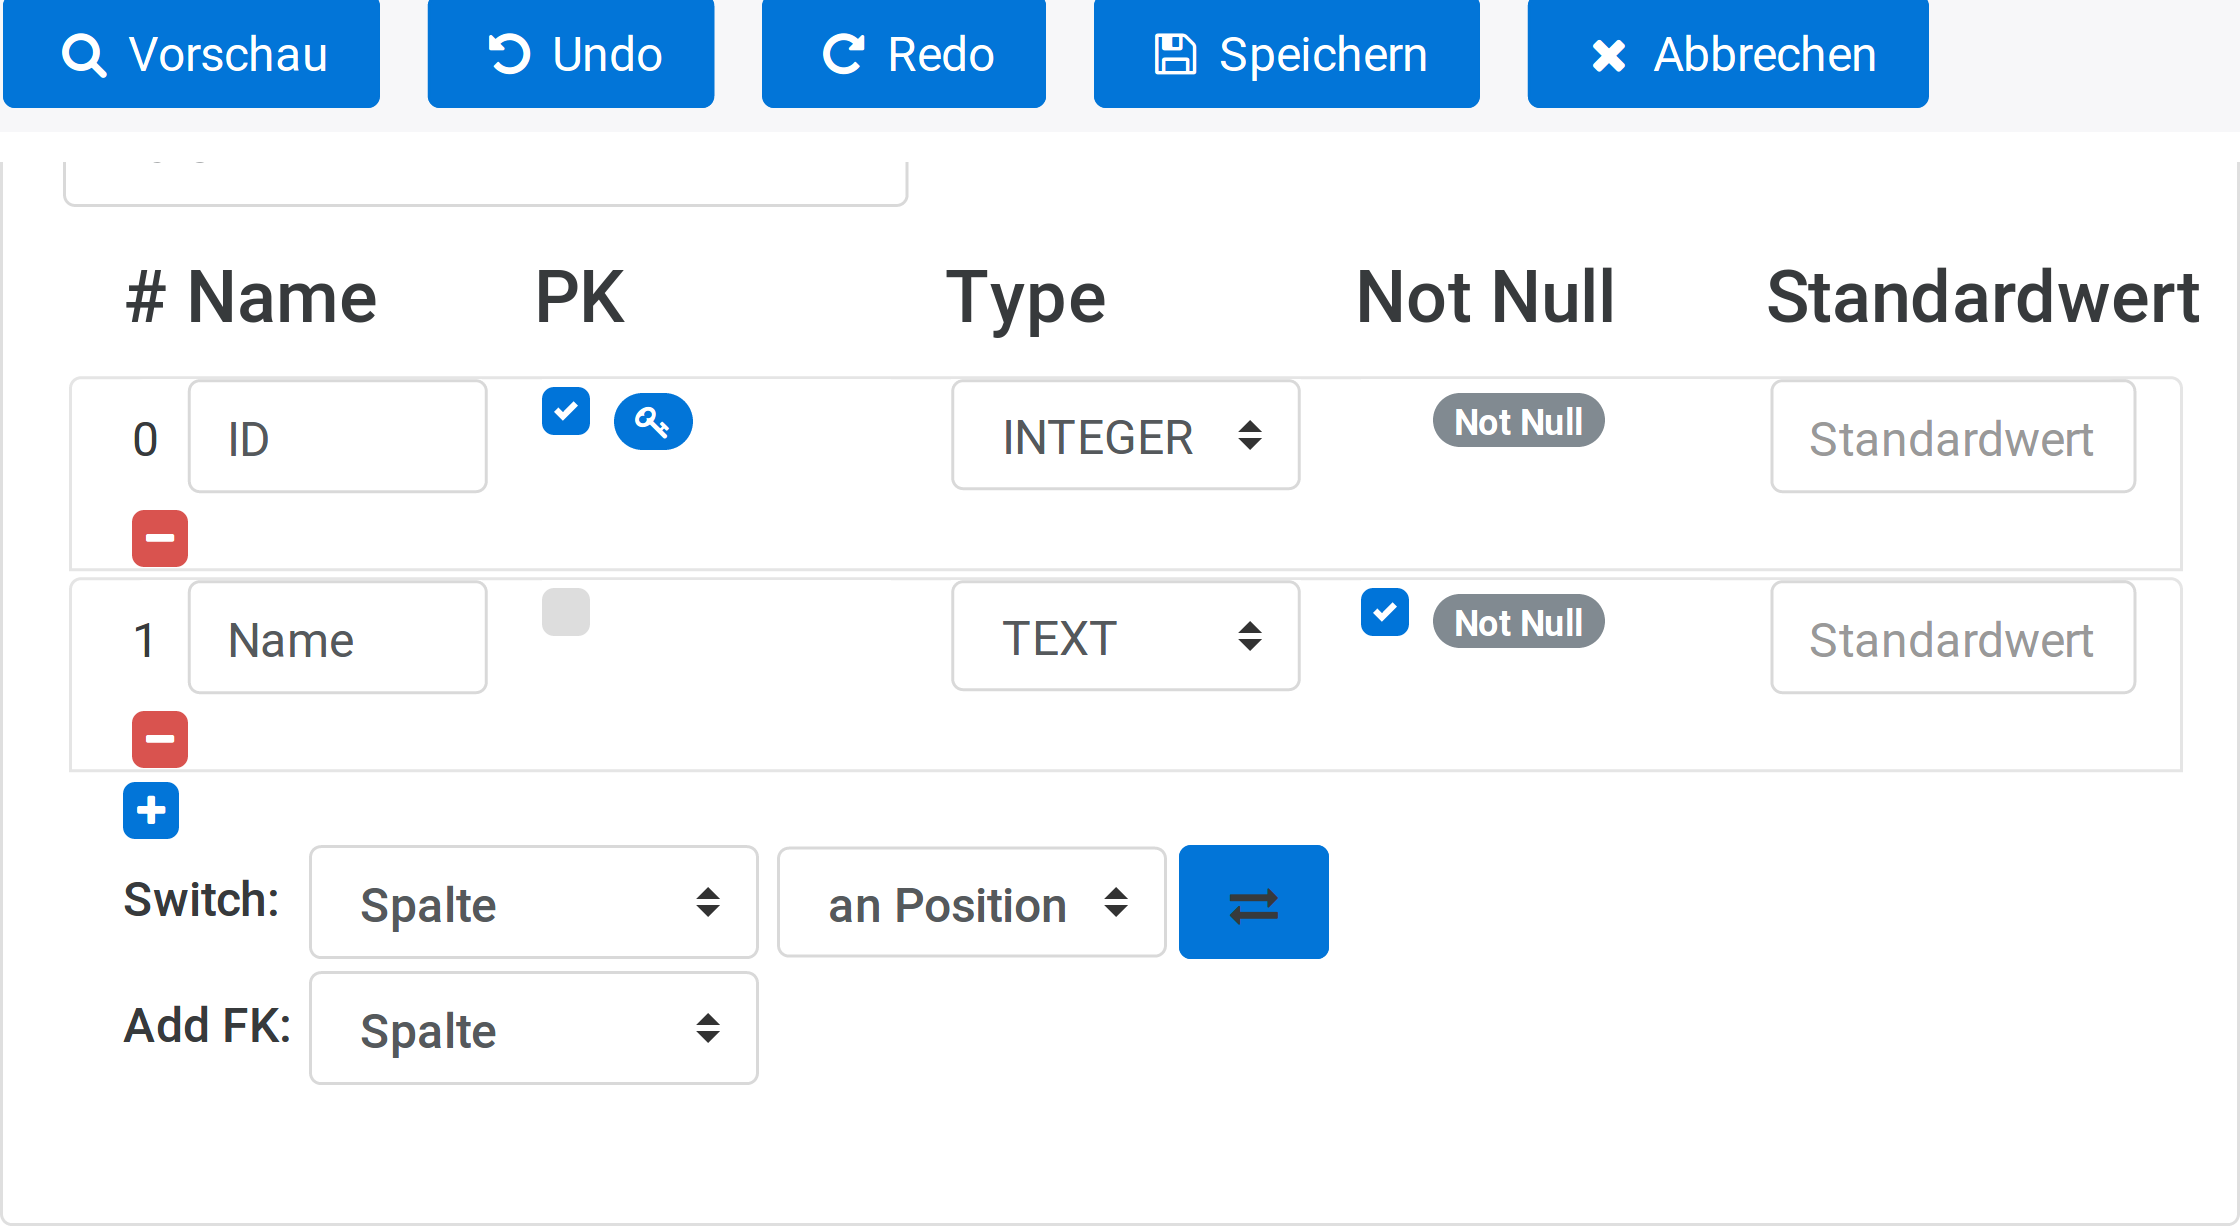 Vorschau Undo Redo Speichern Abbrechen
# Name PK Type Not Null Standardwert
0 ID INTEGER Not Null Standardwert
1 Name TEXT Not Null Standardwert
Switch: Spalte an Position
Add FK: Spalte